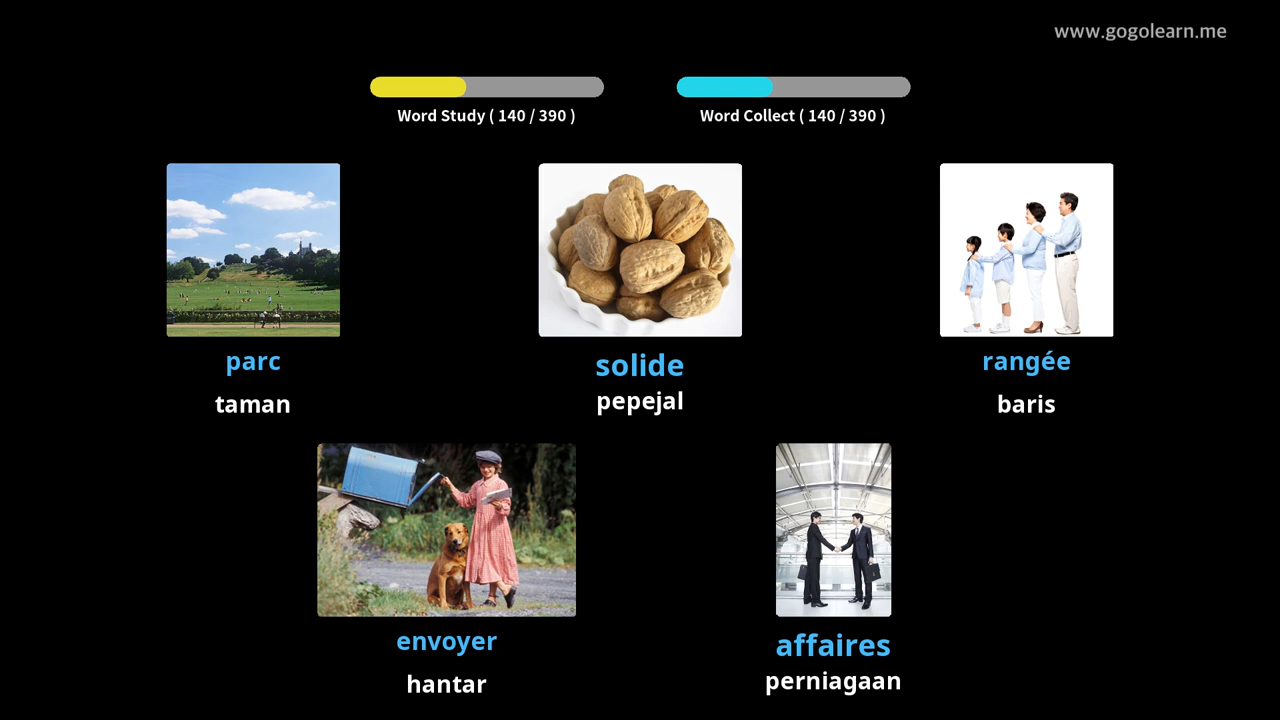 www.gogolearn.me
Word Study ( 140 / 390 )
Word Collect ( 140 / 390 )
parc
taman
solide
pepejal
rangée
baris
envoyer
hantar
affaires
perniagaan